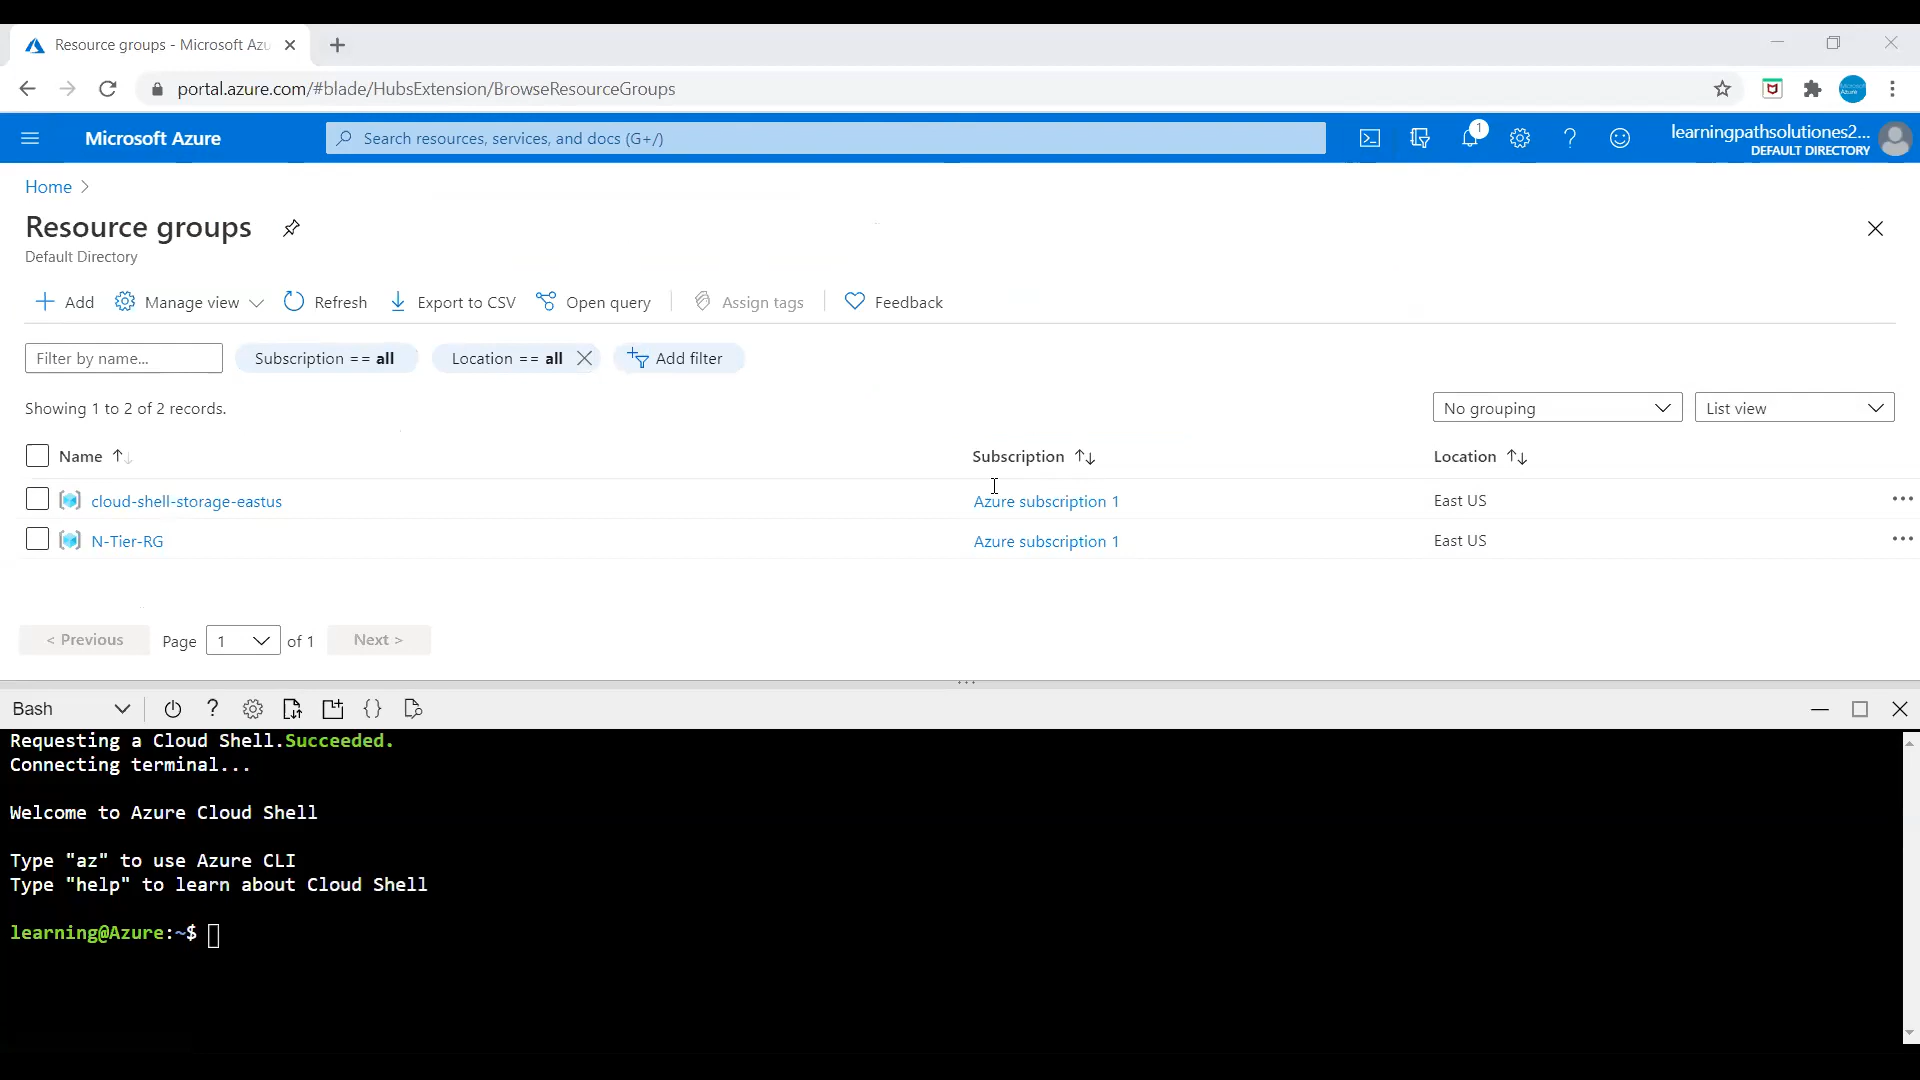 Resource groups - Microsoft Azu
portal.azure.com/#blade/HubsExtension/BrowseResourceGroups
Microsoft Azure
Search resources, services, and docs (G+/)
1
learningpathsolutiones2...
DEFAULT DIRECTORY
Home
Resource groups
Default Directory
Add
Manage view
Refresh
Export to CSV
Open query
Assign tags
Feedback
Filter by name...
Subscription == all
Location == all
Add filter
Showing 1 to 2 of 2 records.
No grouping
List view
Name
Subscription
Location
cloud-shell-storage-eastus
Azure subscription 1
East US
N-Tier-RG
Azure subscription 1
East US
< Previous
Page
1
of 1
Next >
Bash
Requesting a Cloud Shell.Succeeded.
Connecting terminal...
Welcome to Azure Cloud Shell
Type "az" to use Azure CLI
Type "help" to learn about Cloud Shell
learning@Azure:~$